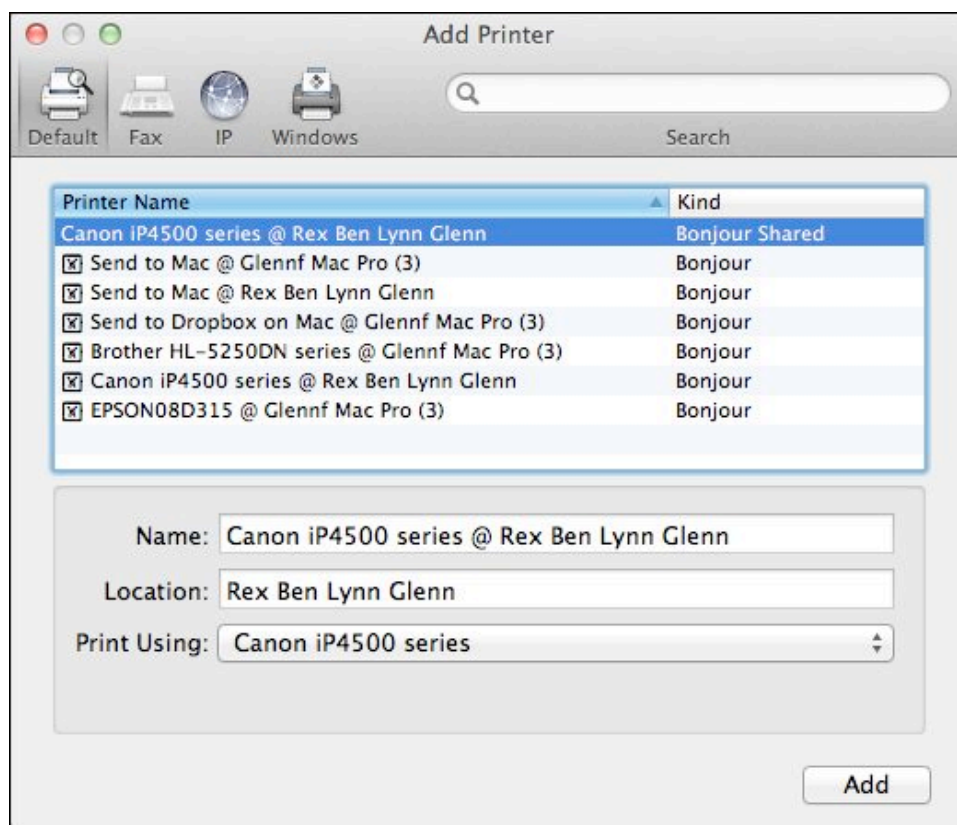 Add Printer
Default Fax IP Windows Search
Printer Name Kind
Canon iP4500 series @ Rex Ben Lynn Glenn Bonjour Shared
Send to Mac @ Glennf Mac Pro (3) Bonjour
Send to Mac @ Rex Ben Lynn Glenn Bonjour
Send to Dropbox on Mac @ Glennf Mac Pro (3) Bonjour
Brother HL-5250DN series @ Glennf Mac Pro (3) Bonjour
Canon iP4500 series @ Rex Ben Lynn Glenn Bonjour
EPSON08D315 @ Glennf Mac Pro (3) Bonjour
Name: Canon iP4500 series @ Rex Ben Lynn Glenn
Location: Rex Ben Lynn Glenn
Print Using: Canon iP4500 series
Add